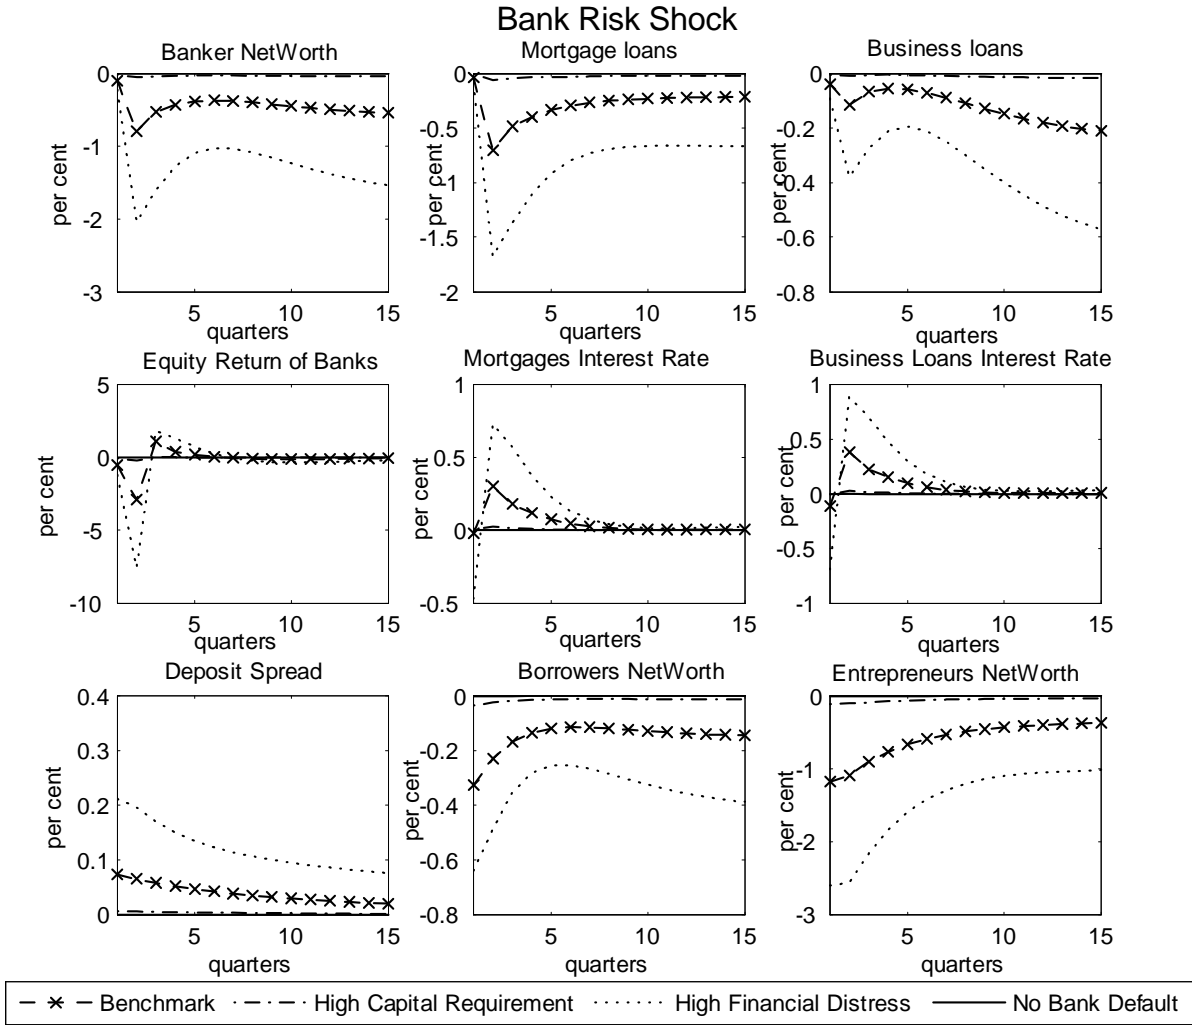 Bank Risk Shock
Banker NetWorth
Mortgage loans
Business loans
0
-1
-2
-3
per cent
5 10 15
quarters
0
-0.5
-1
-1.5
-2
per cent
5 10 15
quarters
0
-0.2
-0.4
-0.6
-0.8
per cent
5 10 15
quarters
Equity Return of Banks
Mortgages Interest Rate
Business Loans Interest Rate
5
0
-5
-10
per cent
5 10 15
quarters
1
0.5
0
-0.5
per cent
5 10 15
quarters
1
0.5
0
-0.5
-1
per cent
5 10 15
quarters
Deposit Spread
Borrowers NetWorth
Entrepreneurs NetWorth
0.4
0.3
0.2
0.1
0
per cent
5 10 15
quarters
0
-0.2
-0.4
-0.6
-0.8
per cent
5 10 15
quarters
0
-1
-2
-3
per cent
5 10 15
quarters
Benchmark High Capital Requirement High Financial Distress No Bank Default